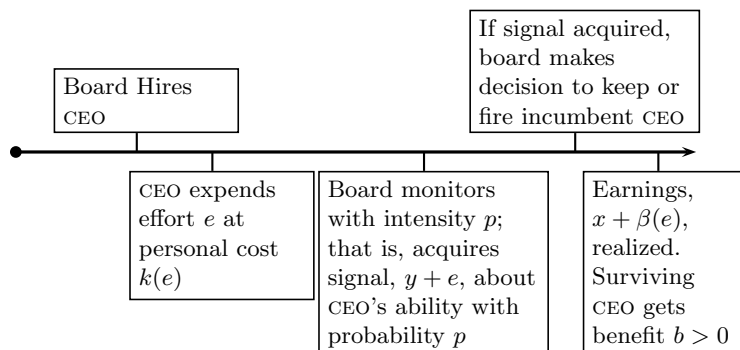 Board Hires
CEO
CEO expends
effort e at
personal cost
k(e)
Board monitors
with intensity p;
that is, acquires
signal, y + e, about
CEO's ability with
probability p
If signal acquired,
board makes
decision to keep or
fire incumbent CEO
Earnings,
x + β(e),
realized.
Surviving
CEO gets
benefit b > 0